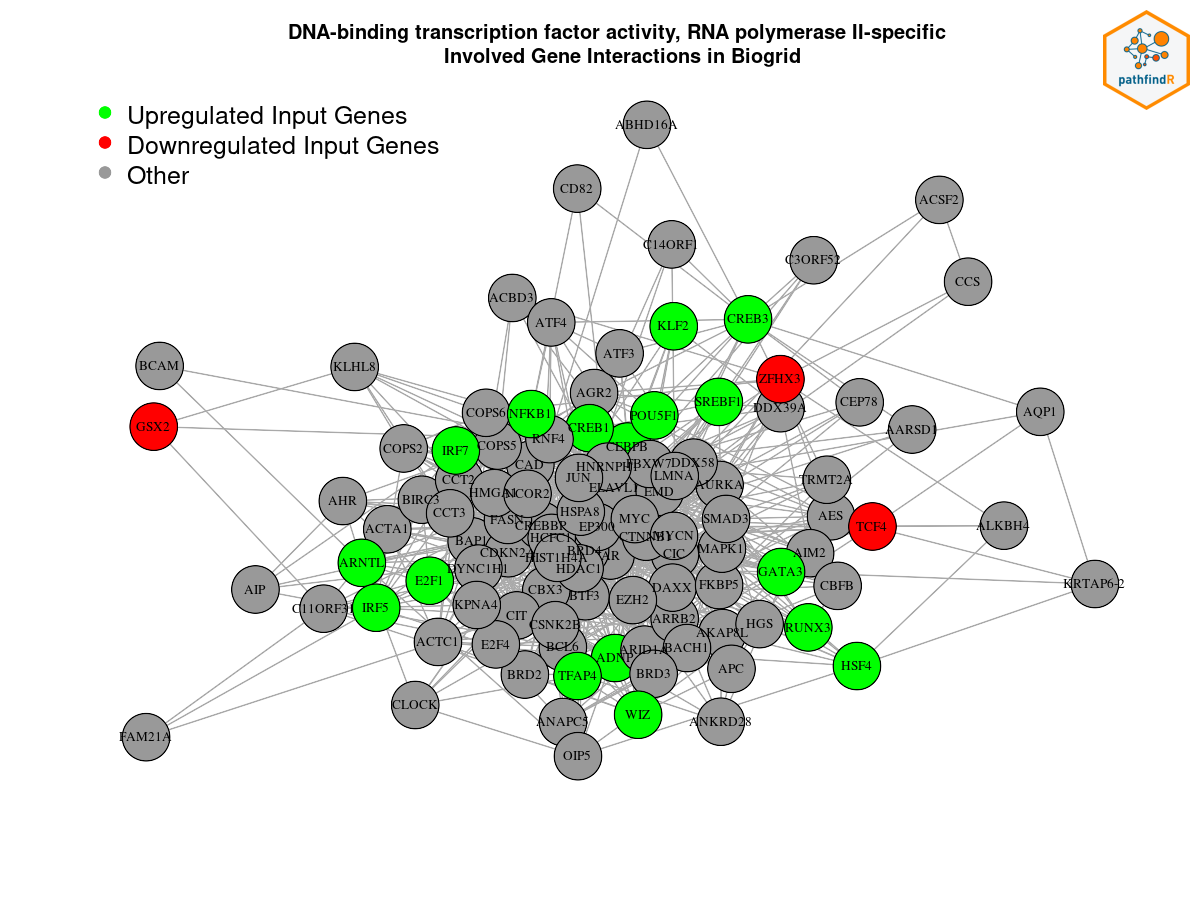 DNA-binding transcription factor activity, RNA polymerase II-specific
Involved Gene Interactions in Biogrid
pathfindR
Upregulated Input Genes
Downregulated Input Genes
Other
ABHD16A
CD82
ACSF2
C14ORF1
C3ORF52
CCS
ACBD3
ATF4
KLF2
CREB3
ATF3
BCAM
KLHL8
ZFHX3
AGR2
SREBF1
DDX39A
CEP78
AQP1
GSX2
COPS6
NFKB1
CREB1
POU5F1
AARSD1
COPS2
IRF7
COPS5
RNF4
CEBPB
CAD
FBXW7
DDX58
CCT2
JUN
LMNA
AURKA
TRMT2A
ELAVL1
EMD
AHR
BIRC3
HMGA1
NCOR2
CCT3
FASN
HSPA8
MYC
SMAD3
AES
TCF4
ALKBH4
ACTA1
CREBBP
EP300
BAP1
HCFC1
CTNNB1
MYCN
CDKN2
HIST1H4A
BRD4
AR
CIC
MAPK1
AIM2
ARNTL
DYNC1H1
HDAC1
GATA3
E2F1
AIP
CBX3
BTF3
EZH2
DAXX
FKBP5
CBFB
KRTAP6-2
C11ORF3
IRF5
KPNA4
CIT
CSNK2B
ARRB2
AKAP8L
HGS
RUNX3
ACTC1
E2F4
BCL6
ADNP
ARID1A
BACH1
BRD2
TFAP4
BRD3
APC
HSF4
CLOCK
ANAPC5
WIZ
ANKRD28
FAM21A
OIP5